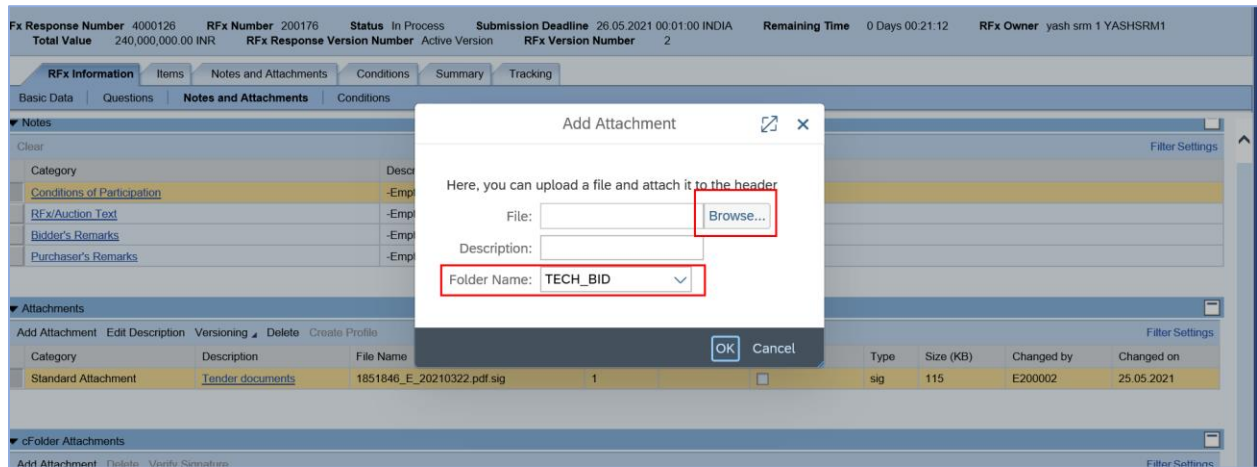 Fx Response Number 4000126 RFx Number 200176 Status In Process Submission Deadline 26.05.2021 00:01:00 INDIA Remaining Time 0 Days 00:21:12 RFx Owner yash srm 1 YASHSRM1
Total Value 240,000,000.00 INR RFx Response Version Number Active Version RFx Version Number 2
RFx Information Items Notes and Attachments Conditions Summary Tracking
Basic Data Questions Notes and Attachments Conditions
Notes
Clear Filter Settings
Category Descr
Conditions of Participation -Empt
RFx/Auction Text -Empt
Bidder's Remarks -Empt
Purchaser's Remarks -Empt
Add Attachment
Here, you can upload a file and attach it to the header
File: Browse...
Description:
Folder Name: TECH_BID
OK Cancel
Attachments
Add Attachment Edit Description Versioning Delete Create Profile Filter Settings
Category Description File Name Type Size (KB) Changed by Changed on
Standard Attachment Tender documents 1851846_E_20210322.pdf.sig 1 sig 115 E200002 25.05.2021
cFolder Attachments
Add Attachment Delete Verify Signature Filter Settings